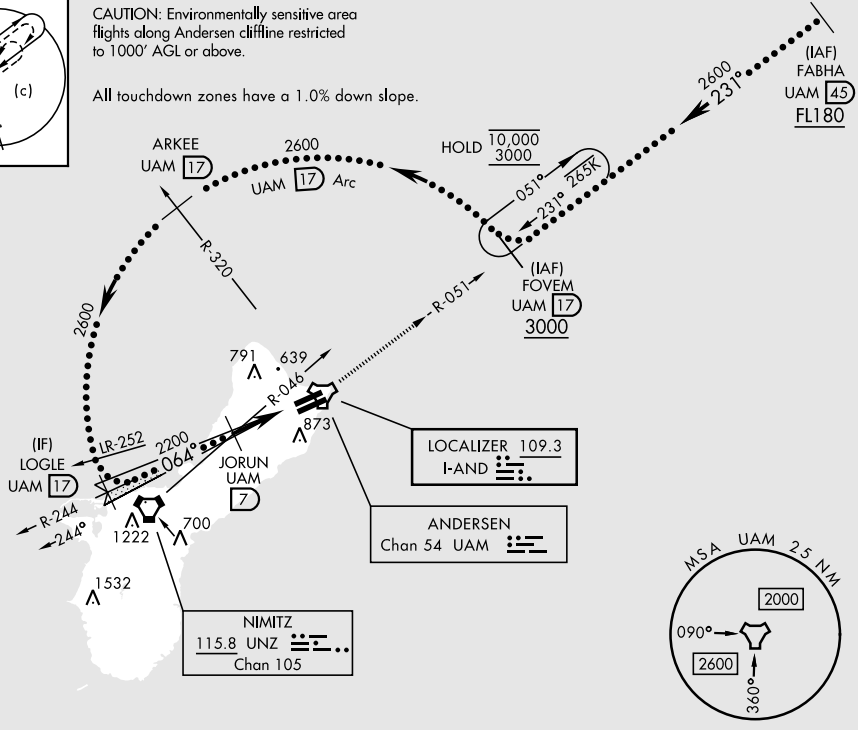 CAUTION: Environmentally sensitive area
flights along Andersen cliffline restricted
to 1000' AGL or above.
All touchdown zones have a 1.0% down slope.
(c)
(IAF)
FABHA
UAM 45
FL180
2600
231°
HOLD 10,000
3000
051°
231° 265K
ARKEE
UAM 17
2600
UAM 17 Arc
R-320
(IAF)
FOVEM
UAM 17
3000
R-051
2600
791
639
R-046
873
LR-252
2200
064°
(IF)
LOGLE
UAM 17
JORUN
UAM
7
R-244
244°
1222
700
1532
LOCALIZER 109.3
I-AND
ANDERSEN
Chan 54 UAM
NIMITZ
115.8 UNZ
Chan 105
MSA UAM 25 NM
2000
090°
2600
360°